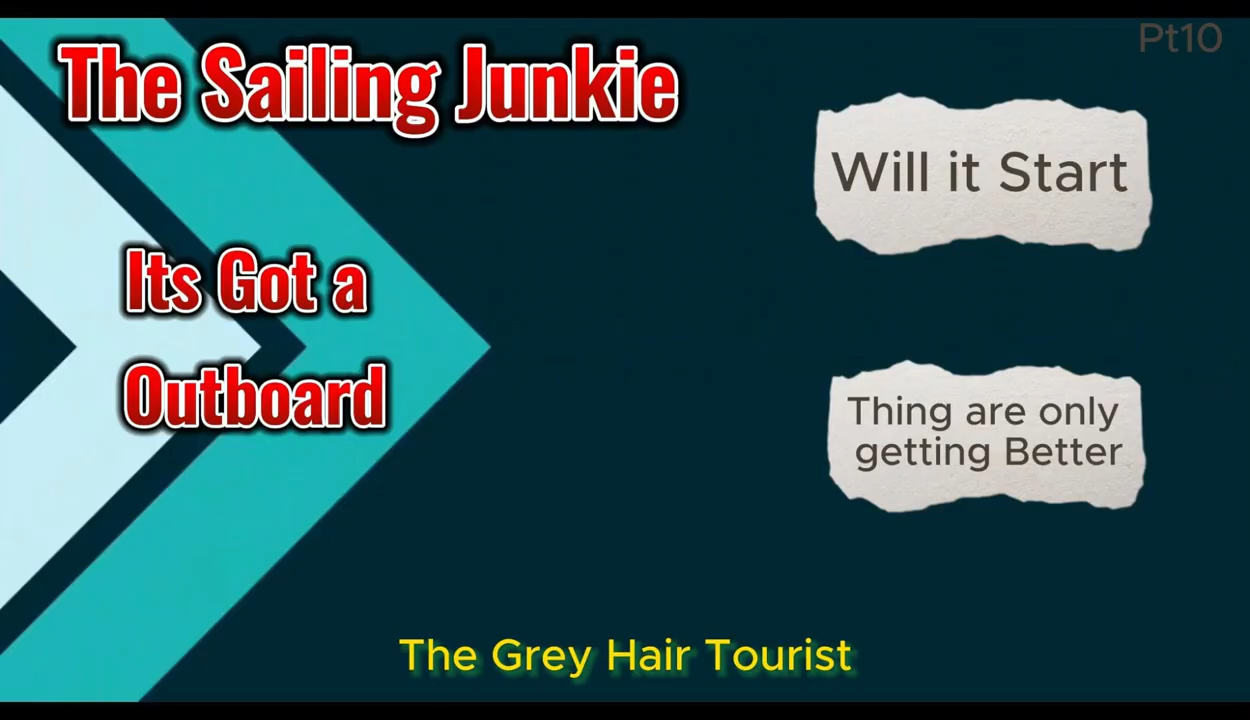 Pt10
The Sailing Junkie
Will it Start
Its Got a
Outboard
Thing are only
getting Better
The Grey Hair Tourist